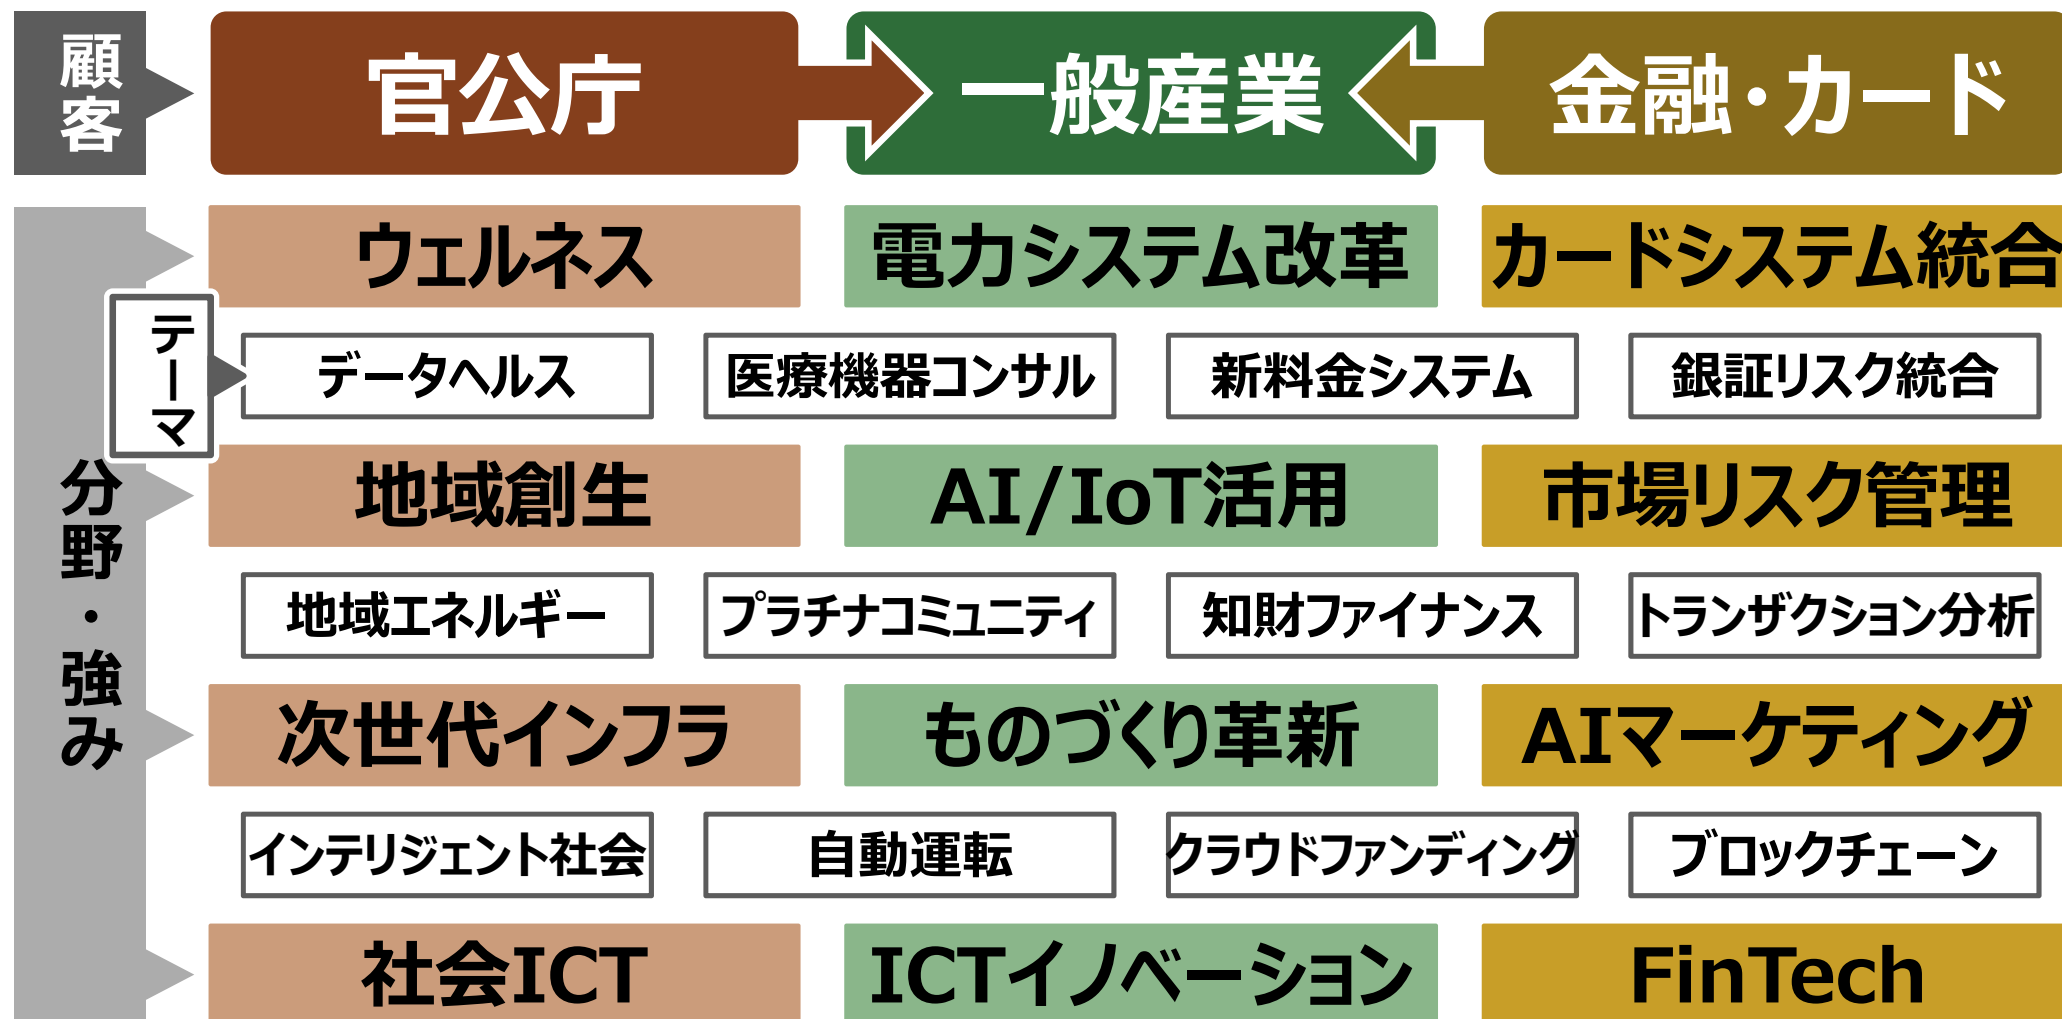 顧客
官公庁
一般産業
金融・カード
ウェルネス
電力システム改革
カードシステム統合
テーマ
データヘルス
医療機器コンサル
新料金システム
銀証リスク統合
分野・強み
地域創生
AI/IoT活用
市場リスク管理
地域エネルギー
プラチナコミュニティ
知財ファイナンス
トランザクション分析
次世代インフラ
ものづくり革新
AIマーケティング
インテリジェント社会
自動運転
クラウドファンディング
ブロックチェーン
社会ICT
ICTイノベーション
FinTech